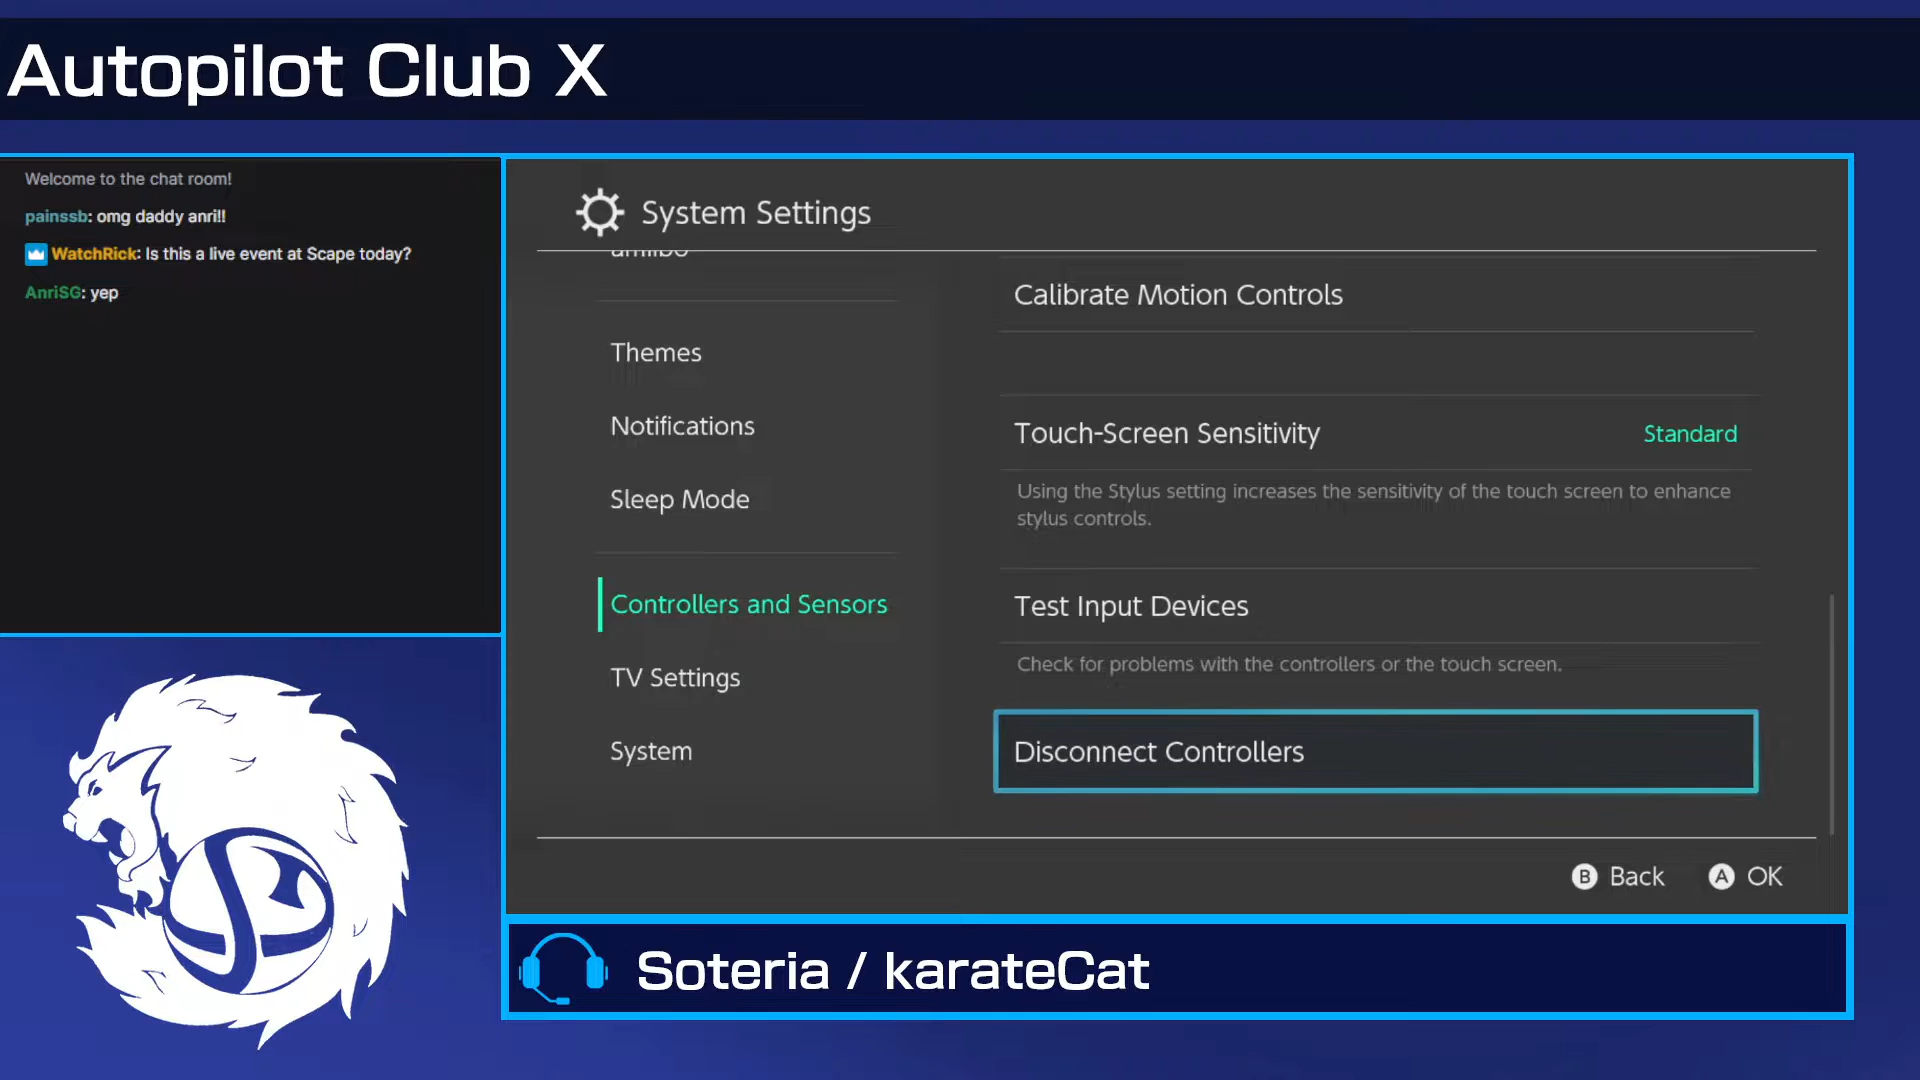 Autopilot Club X
Welcome to the chat room!
painssb: omg daddy anri!!
WatchRick: Is this a live event at Scape today?
AnriSG: yep
System Settings
amiibo
Themes
Notifications
Sleep Mode
Controllers and Sensors
TV Settings
System
Calibrate Motion Controls
Touch-Screen Sensitivity Standard
Using the Stylus setting increases the sensitivity of the touch screen to enhance
stylus controls.
Test Input Devices
Check for problems with the controllers or the touch screen.
Disconnect Controllers
B Back A OK
Soteria / karateCat